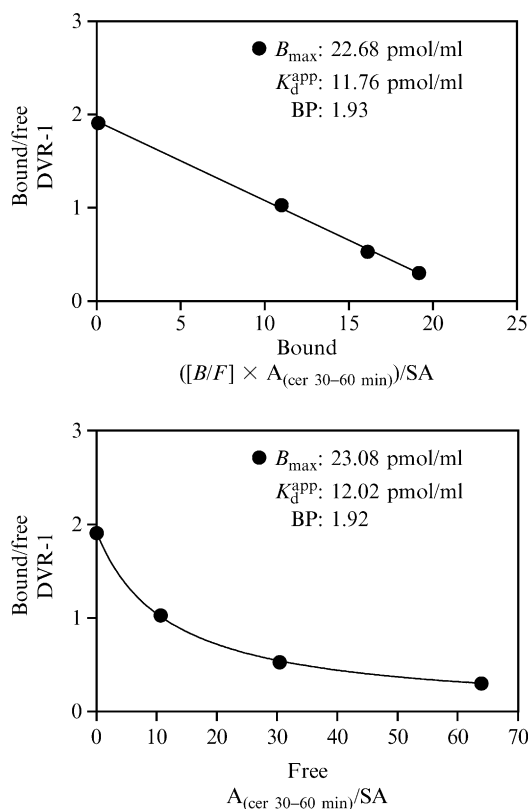 3
2
1
0
Bound/free
DVR-1
B_max: 22.68 pmol/ml
K_d^app: 11.76 pmol/ml
BP: 1.93
0 5 10 15 20 25
Bound
([B/F] × A_(cer 30–60 min))/SA
3
2
1
0
Bound/free
DVR-1
B_max: 23.08 pmol/ml
K_d^app: 12.02 pmol/ml
BP: 1.92
0 10 20 30 40 50 60 70
Free
A_(cer 30–60 min)/SA